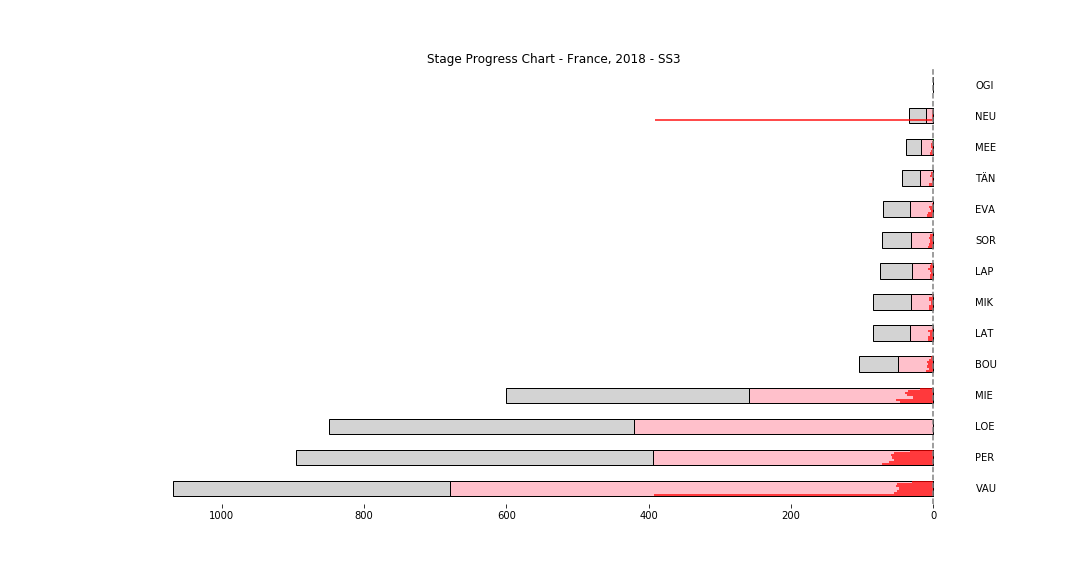 Stage Progress Chart - France, 2018 - SS3
OGI
NEU
MEE
TÄN
EVA
SOR
LAP
MIK
LAT
BOU
MIE
LOE
PER
VAU
1000 800 600 400 200 0